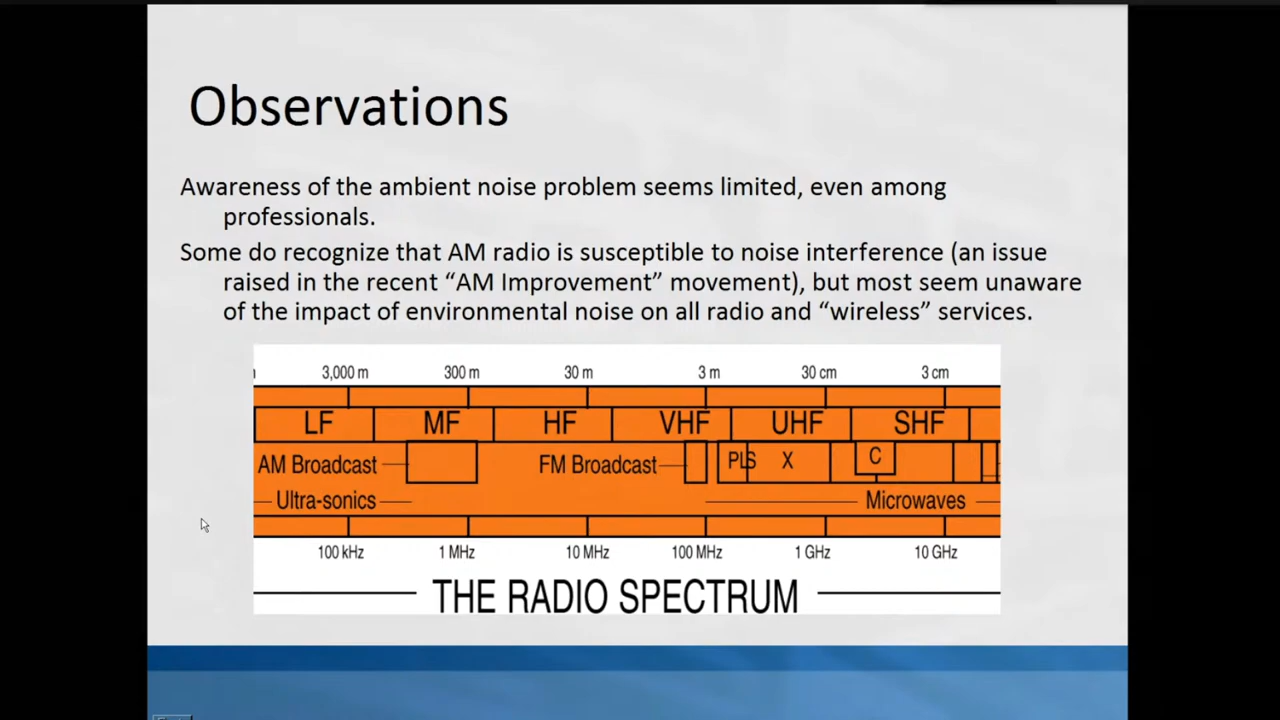 Observations
Awareness of the ambient noise problem seems limited, even among
professionals.
Some do recognize that AM radio is susceptible to noise interference (an issue
raised in the recent “AM Improvement” movement), but most seem unaware
of the impact of environmental noise on all radio and “wireless” services.
3,000 m 300 m 30 m 3 m 30 cm 3 cm
LF MF HF VHF UHF SHF
AM Broadcast FM Broadcast PLS X C
Ultra-sonics Microwaves
100 kHz 1 MHz 10 MHz 100 MHz 1 GHz 10 GHz
THE RADIO SPECTRUM